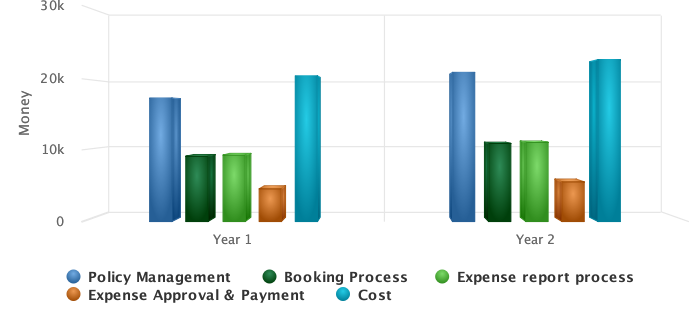 30k
20k
10k
0
Money
Year 1
Year 2
Policy Management
Booking Process
Expense report process
Expense Approval & Payment
Cost